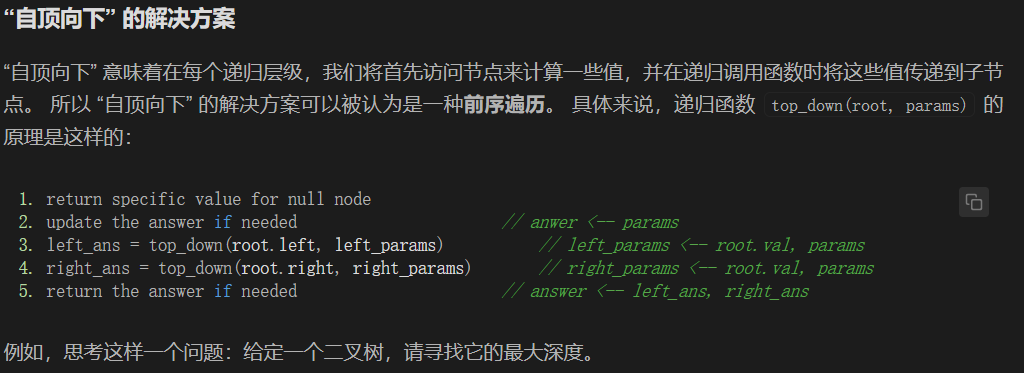 “自顶向下” 的解决方案
“自顶向下” 意味着在每个递归层级，我们将首先访问节点来计算一些值，并在递归调用函数时将这些值传递到子节
点。 所以 “自顶向下” 的解决方案可以被认为是一种前序遍历。 具体来说，递归函数 top_down(root, params) 的
原理是这样的：
1. return specific value for null node
2. update the answer if needed // anwer <-- params
3. left_ans = top_down(root.left, left_params) // left_params <-- root.val, params
4. right_ans = top_down(root.right, right_params) // right_params <-- root.val, params
5. return the answer if needed // answer <-- left_ans, right_ans
例如，思考这样一个问题：给定一个二叉树，请寻找它的最大深度。